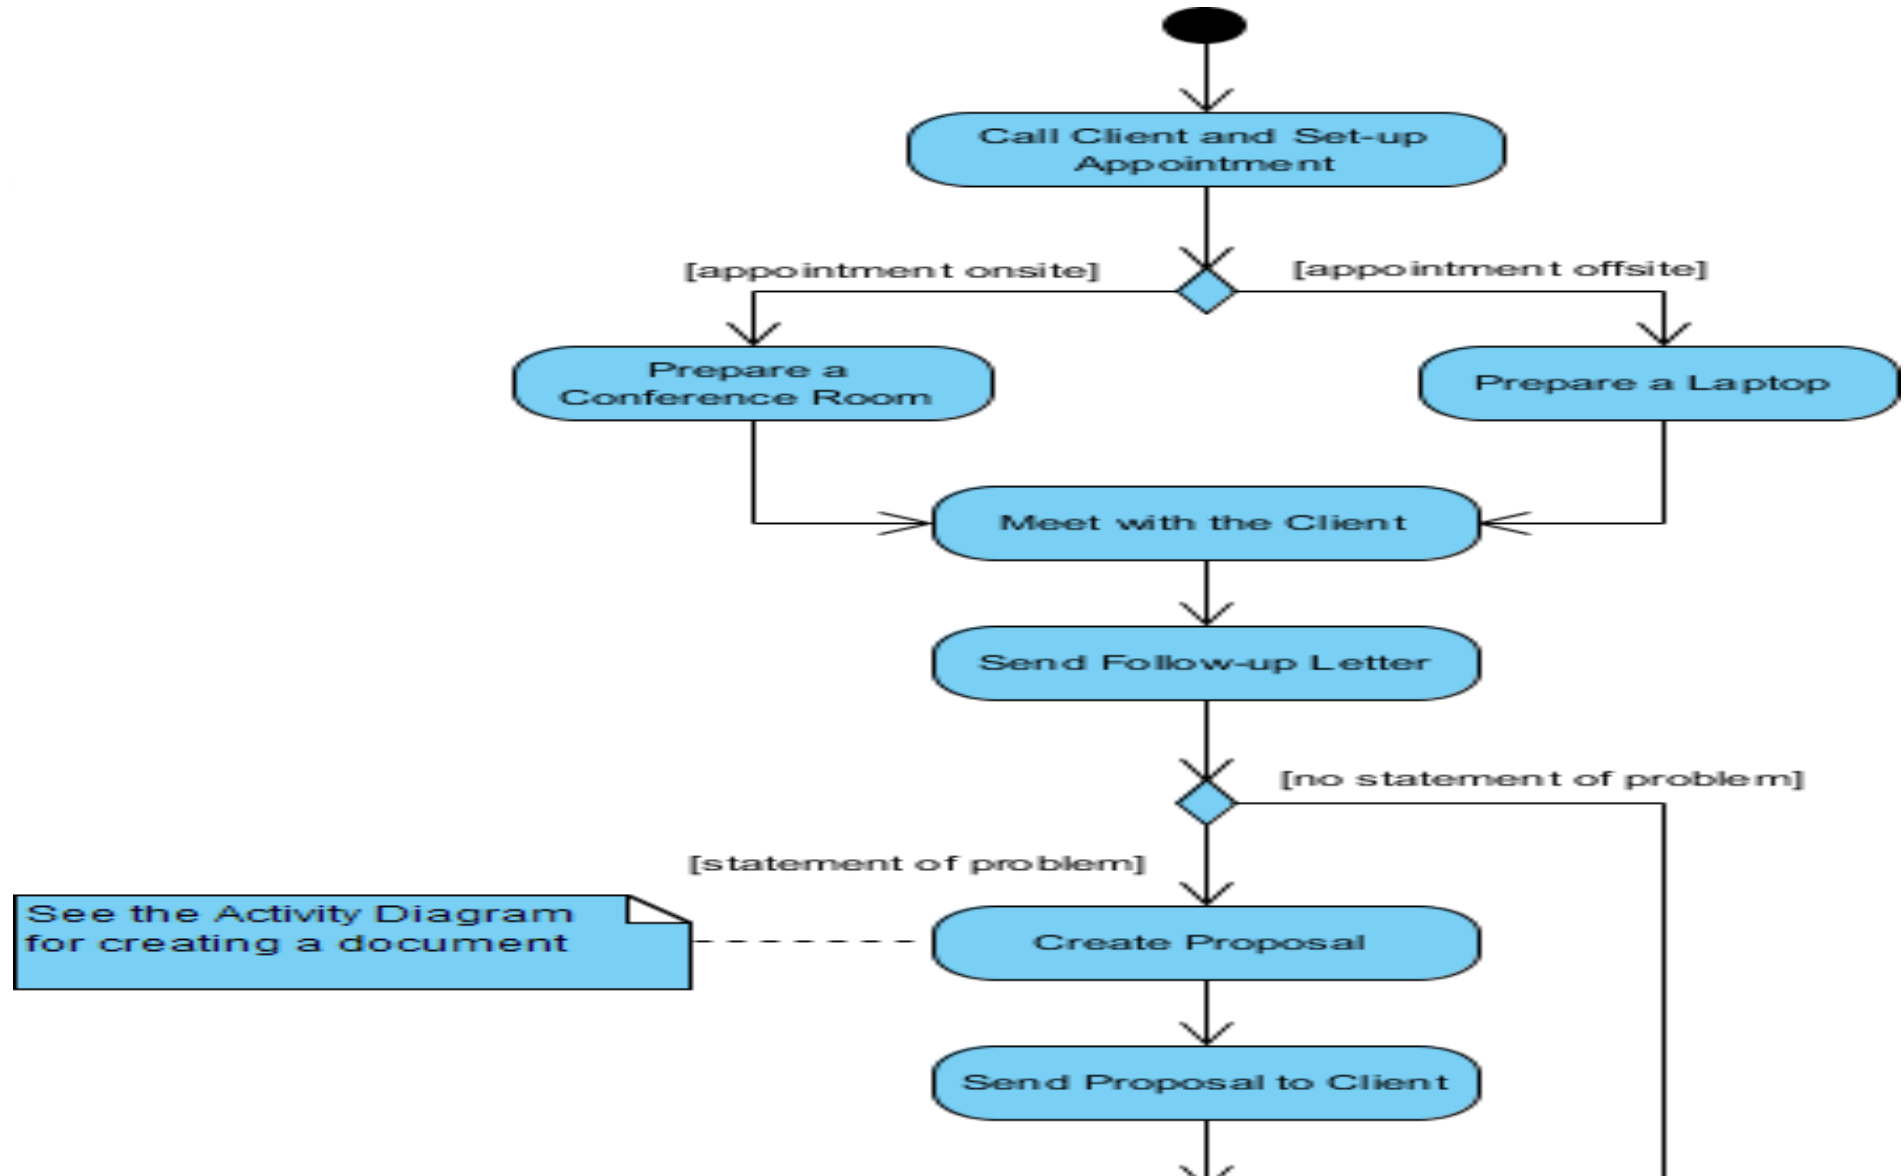 Call Client and Set-up
Appointment
[appointment onsite]
[appointment offsite]
Prepare a
Conference Room
Prepare a Laptop
Meet with the Client
Send Follow-up Letter
[no statement of problem]
[statement of problem]
See the Activity Diagram
for creating a document
Create Proposal
Send Proposal to Client